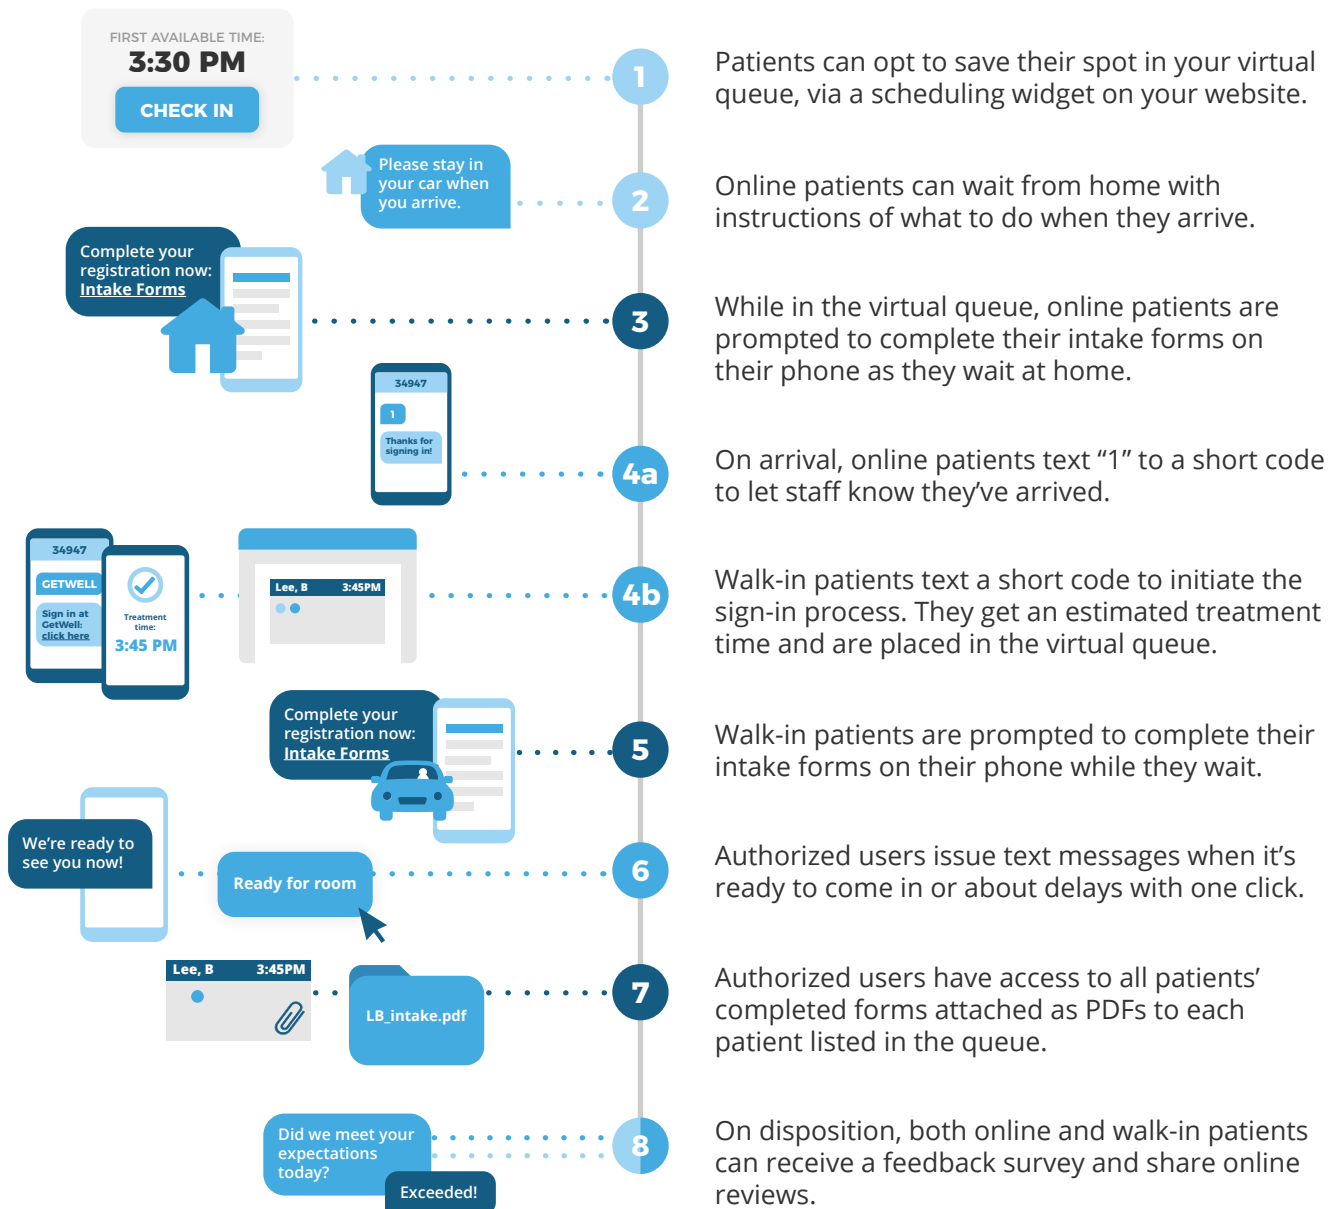 FIRST AVAILABLE TIME:
3:30 PM
CHECK IN
1
Patients can opt to save their spot in your virtual
queue, via a scheduling widget on your website.
Please stay in
your car when
you arrive.
2
Online patients can wait from home with
instructions of what to do when they arrive.
Complete your
registration now:
Intake Forms
3
While in the virtual queue, online patients are
prompted to complete their intake forms on
their phone as they wait at home.
34947
1
Thanks for
signing in!
4a
On arrival, online patients text “1” to a short code
to let staff know they’ve arrived.
34947
GETWELL
Sign in at
GetWell:
click here
Treatment
time:
3:45 PM
Lee, B 3:45PM
4b
Walk-in patients text a short code to initiate the
sign-in process. They get an estimated treatment
time and are placed in the virtual queue.
Complete your
registration now:
Intake Forms
5
Walk-in patients are prompted to complete their
intake forms on their phone while they wait.
We’re ready to
see you now!
Ready for room
6
Authorized users issue text messages when it’s
ready to come in or about delays with one click.
Lee, B 3:45PM
LB_intake.pdf
7
Authorized users have access to all patients’
completed forms attached as PDFs to each
patient listed in the queue.
Did we meet your
expectations
today?
Exceeded!
8
On disposition, both online and walk-in patients
can receive a feedback survey and share online
reviews.